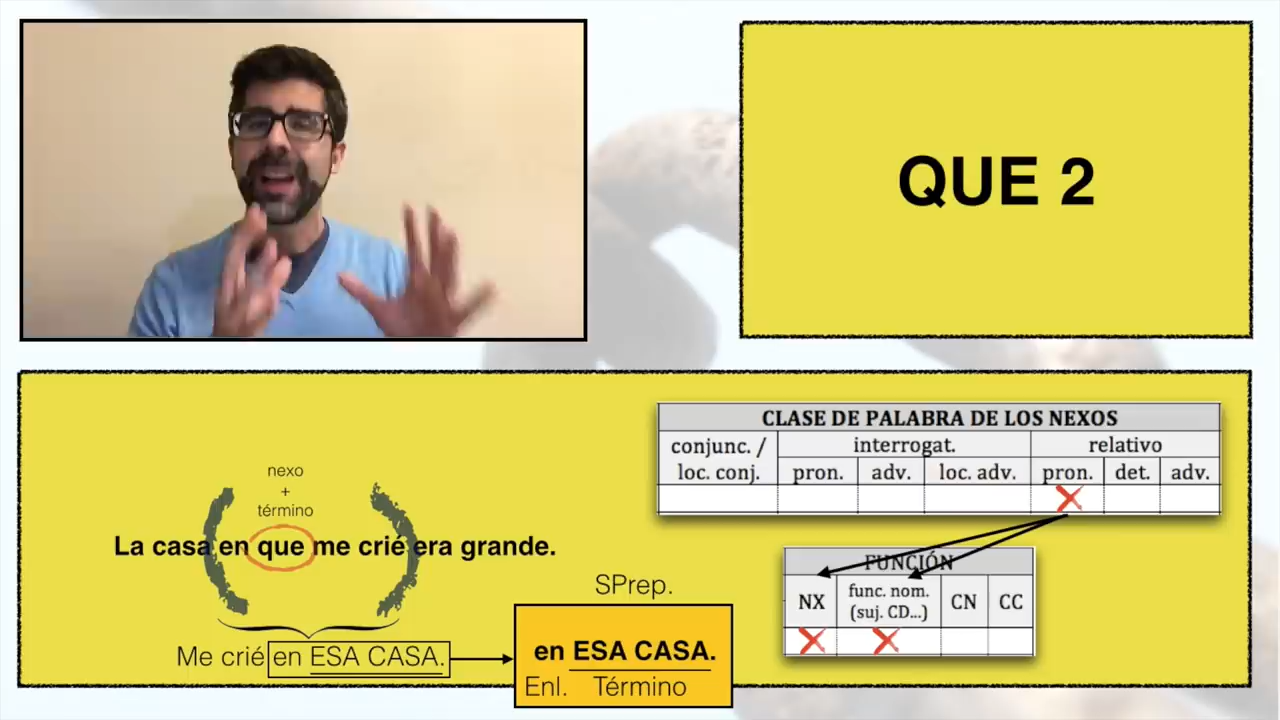 QUE 2
CLASE DE PALABRA DE LOS NEXOS
conjunc. / interrogat. relativo
loc. conj. pron. adv. loc. adv. pron. det. adv.
nexo
+
término
La casa en que me crié era grande.
FUNCIÓN
NX func. nom. CN CC
(suj. CD...)
SPrep.
Me crié en ESA CASA.
en ESA CASA.
Enl. Término